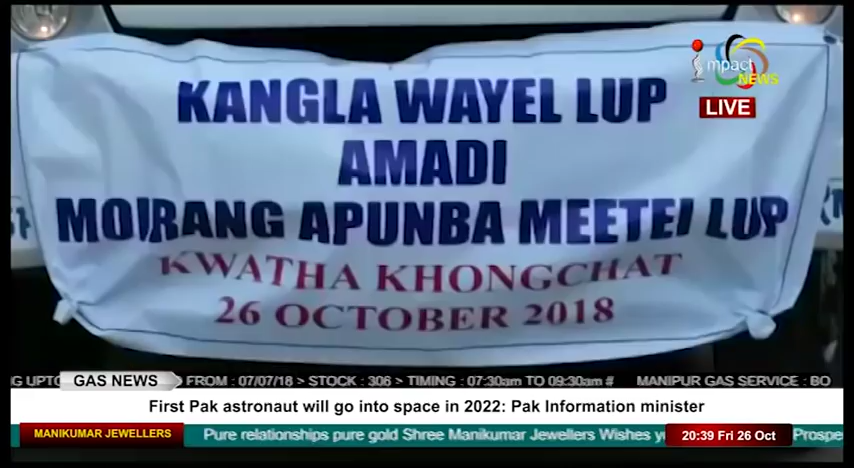 impact
NEWS
LIVE
KANGLA WAYEL LUP
AMADI
MOIRANG APUNBA MEETEI LUP
KWATHA KHONGCHAT
26 OCTOBER 2018
GAS NEWS
FROM : 07/07/18 > STOCK : 306 > TIMING : 07:30am TO 09:30am # MANIPUR GAS SERVICE : BO
First Pak astronaut will go into space in 2022: Pak Information minister
MANIKUMAR JEWELLERS
Pure relationships pure gold Shree Manikumar Jewellers Wishes
20:39 Fri 26 Oct